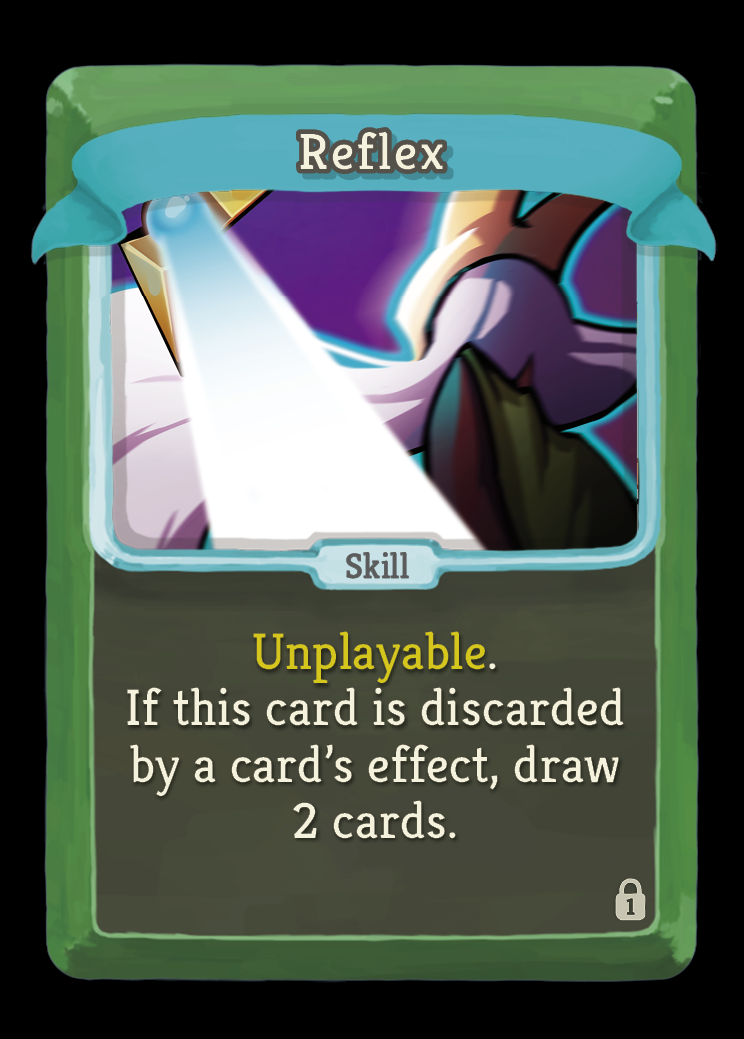 Reflex
Skill
Unplayable.
If this card is discarded
by a card’s effect, draw
2 cards.
1